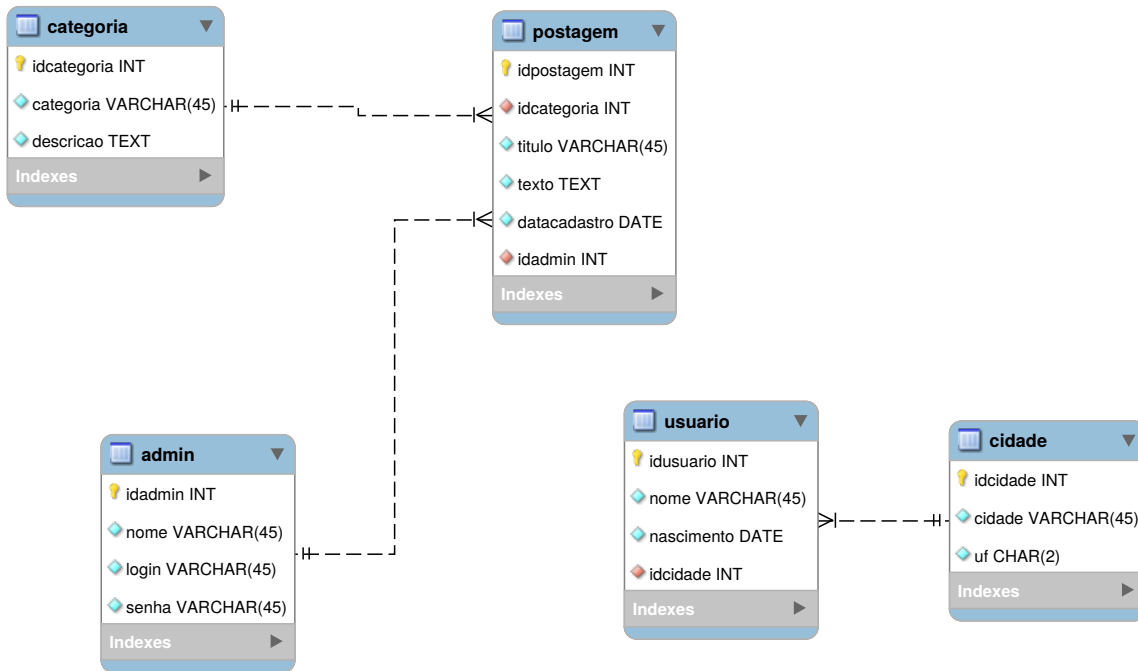 categoria
idcategoria INT
categoria VARCHAR(45)
descricao TEXT
Indexes
postagem
idpostagem INT
idcategoria INT
titulo VARCHAR(45)
texto TEXT
datacadastro DATE
idadmin INT
Indexes
admin
idadmin INT
nome VARCHAR(45)
login VARCHAR(45)
senha VARCHAR(45)
Indexes
usuario
idusuario INT
nome VARCHAR(45)
nascimento DATE
idcidade INT
Indexes
cidade
idcidade INT
cidade VARCHAR(45)
uf CHAR(2)
Indexes